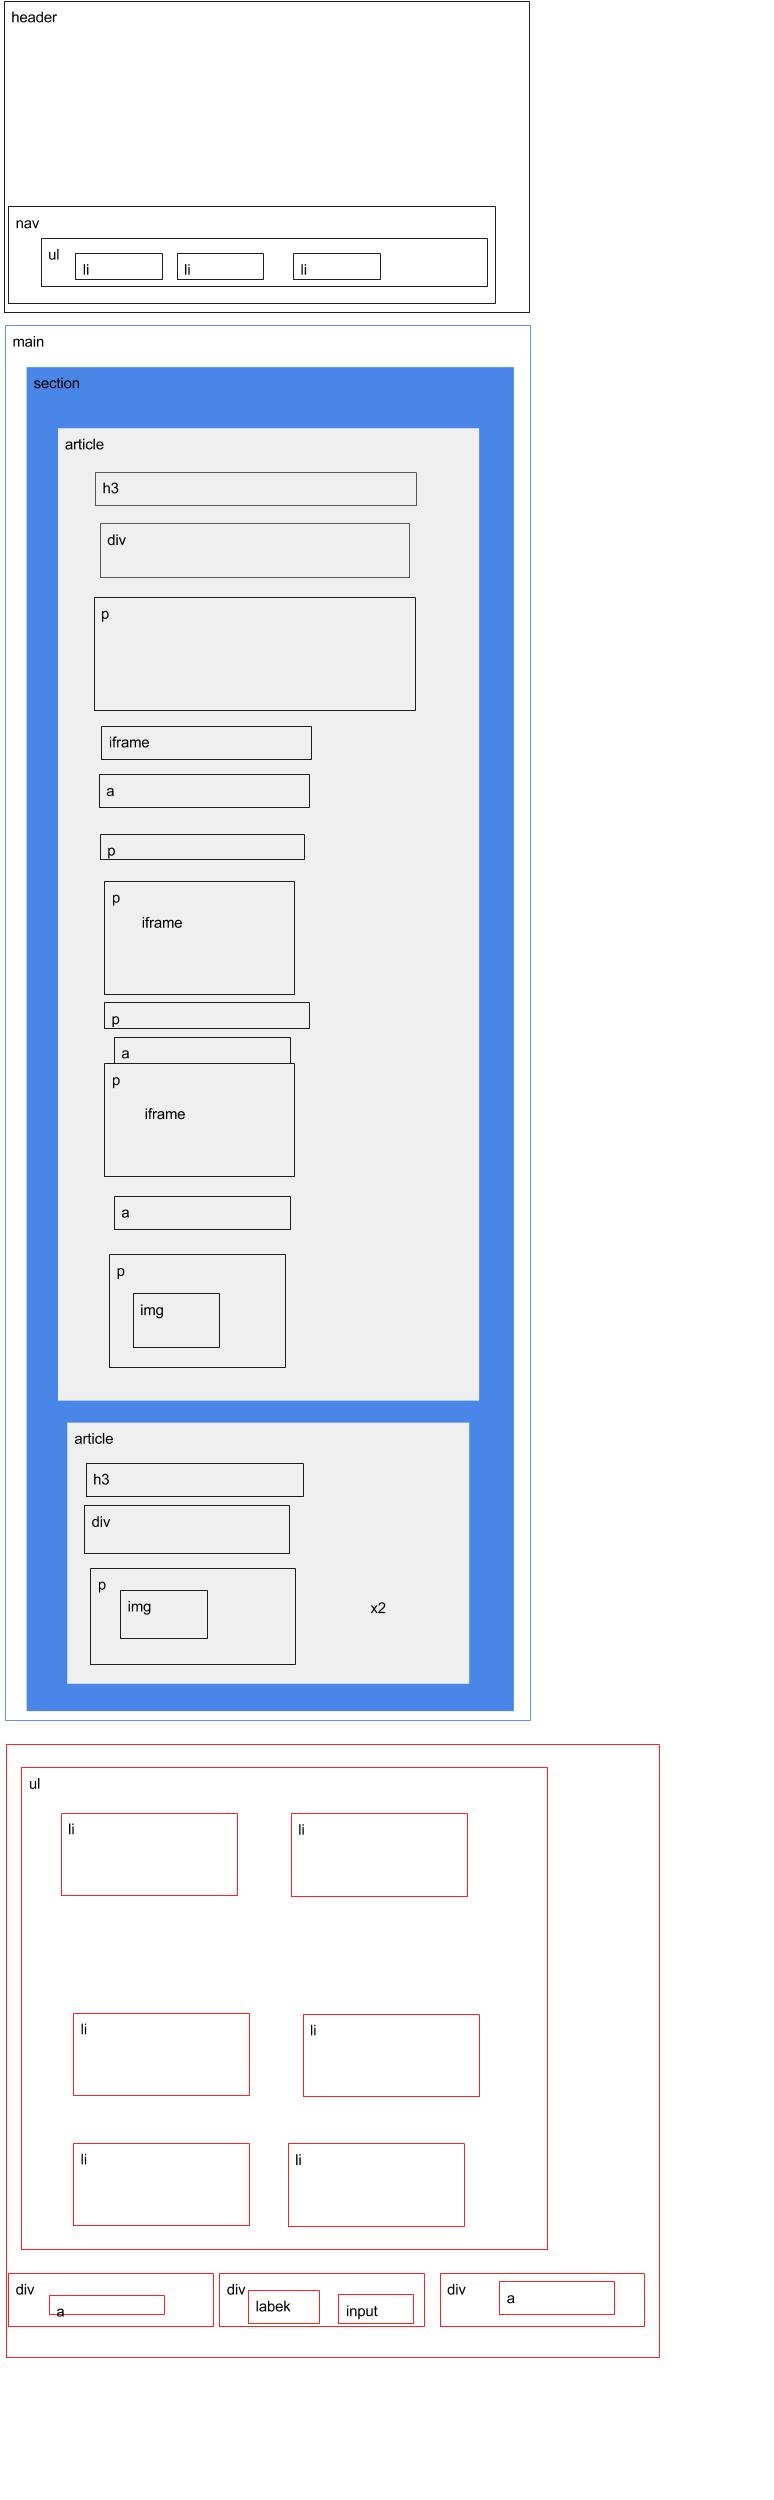 header
nav
ul
li
li
li
main
section
article
h3
div
p
iframe
a
p
p
iframe
p
a
p
iframe
a
p
img
article
h3
div
p
img
x2
ul
li
li
li
li
li
li
div
a
div
labek
input
div
a